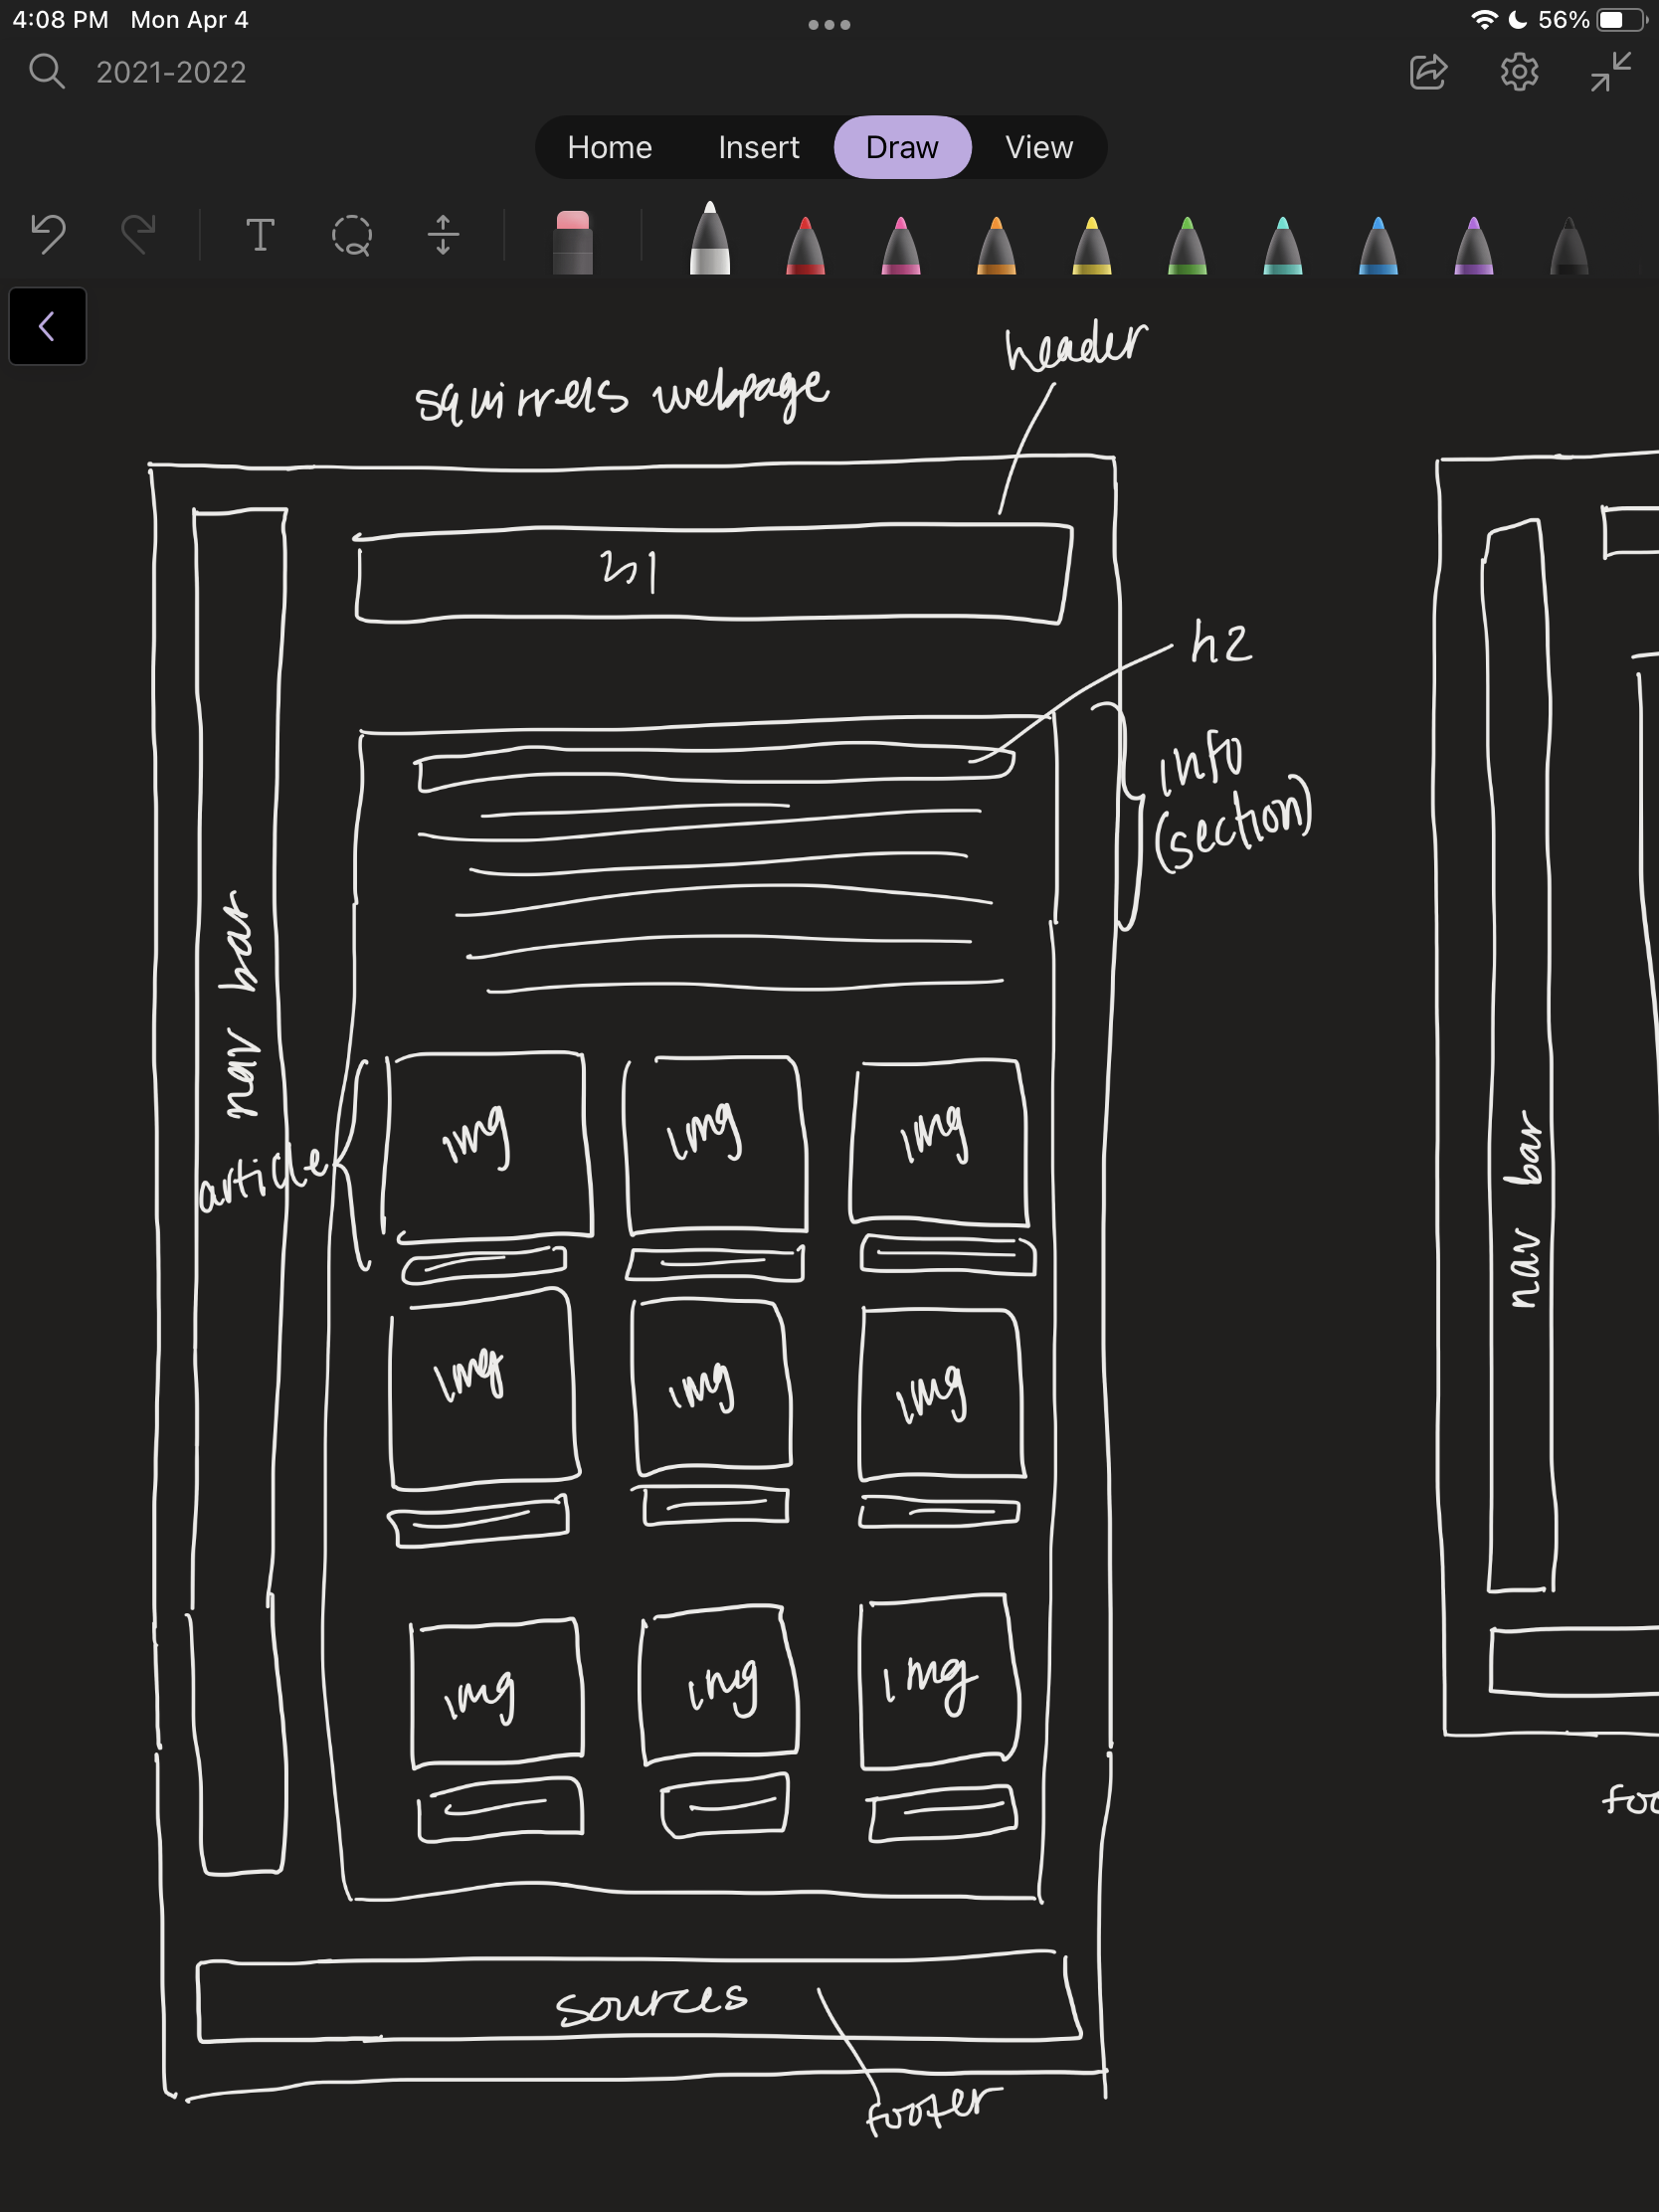 4:08 PM Mon Apr 4
56%
2021-2022
Home Insert Draw View
T
header
squirrels webpage
h1
h2
info
(section)
nav bar
article
img img img
img img img
img img img
sources
footer
nav bar
foo